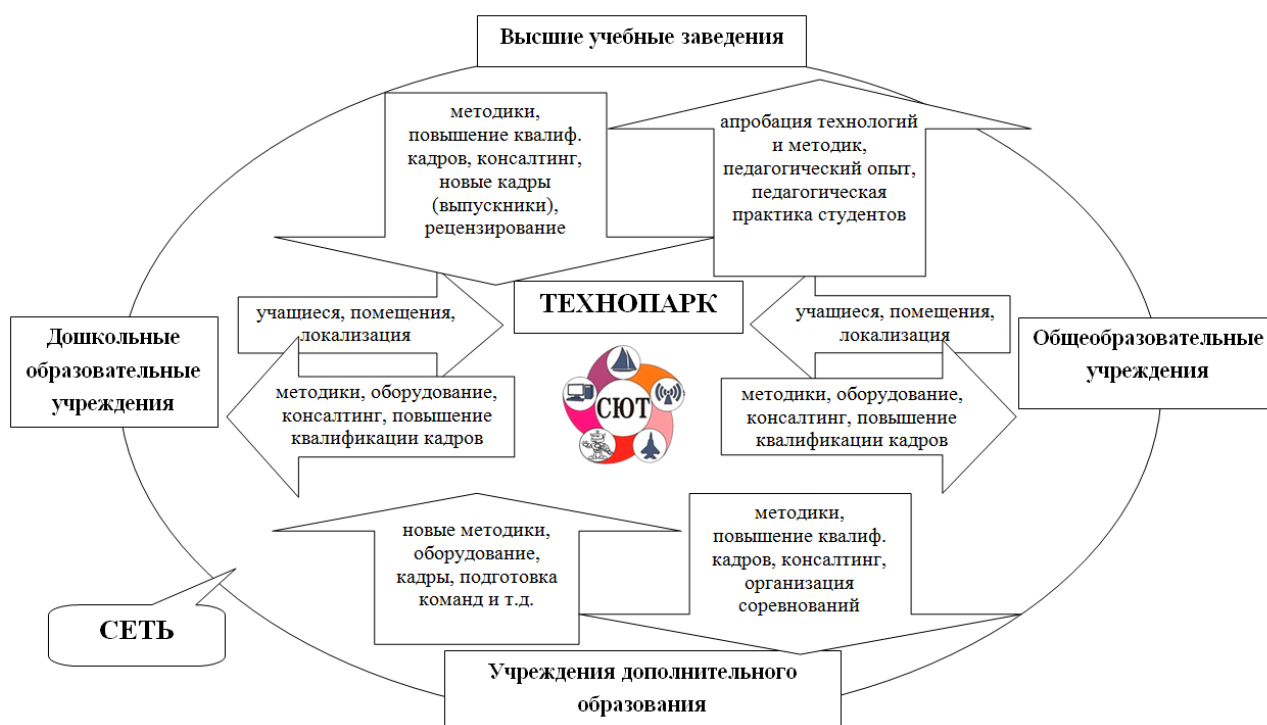 Высшие учебные заведения
методики,
повышение квалиф.
кадров, консалтинг,
новые кадры
(выпускники),
рецензирование
апробация технологий
и методик,
педагогический опыт,
педагогическая
практика студентов
учащиеся, помещения,
локализация
ТЕХНОПАРК
учащиеся, помещения,
локализация
Дошкольные
образовательные
учреждения
Общеобразовательные
учреждения
методики, оборудование,
консалтинг, повышение
квалификации кадров
СЮТ
методики, оборудование,
консалтинг, повышение
квалификации кадров
новые методики,
оборудование,
кадры, подготовка
команд и т.д.
методики,
повышение квалиф.
кадров, консалтинг,
организация
соревнований
СЕТЬ
Учреждения дополнительного
образования